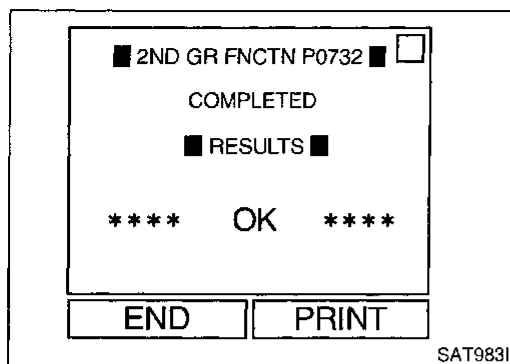 2ND GR FNCTN P0732
COMPLETED
RESULTS
**** OK ****
END PRINT
SAT983I